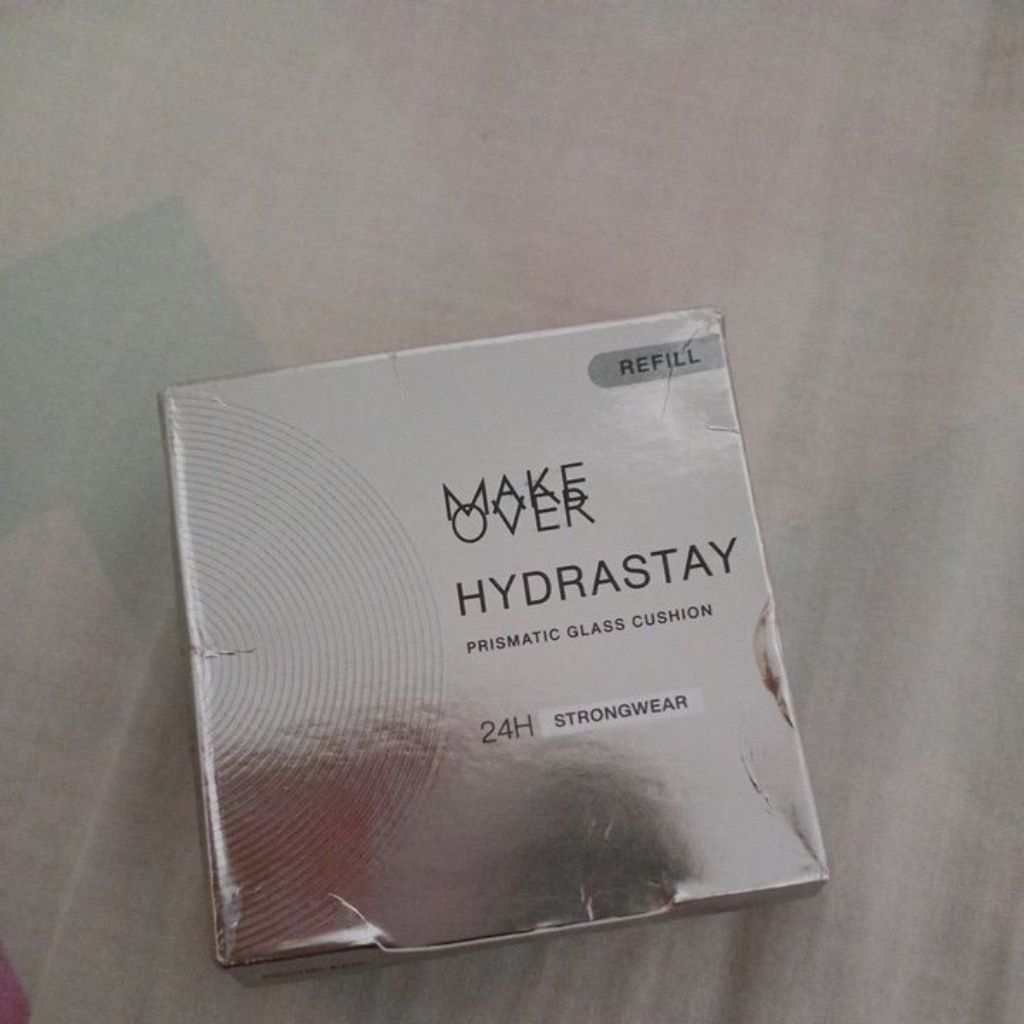 REFILL
MAKE
OVER
HYDRASTAY
PRISMATIC GLASS CUSHION
24H STRONGWEAR